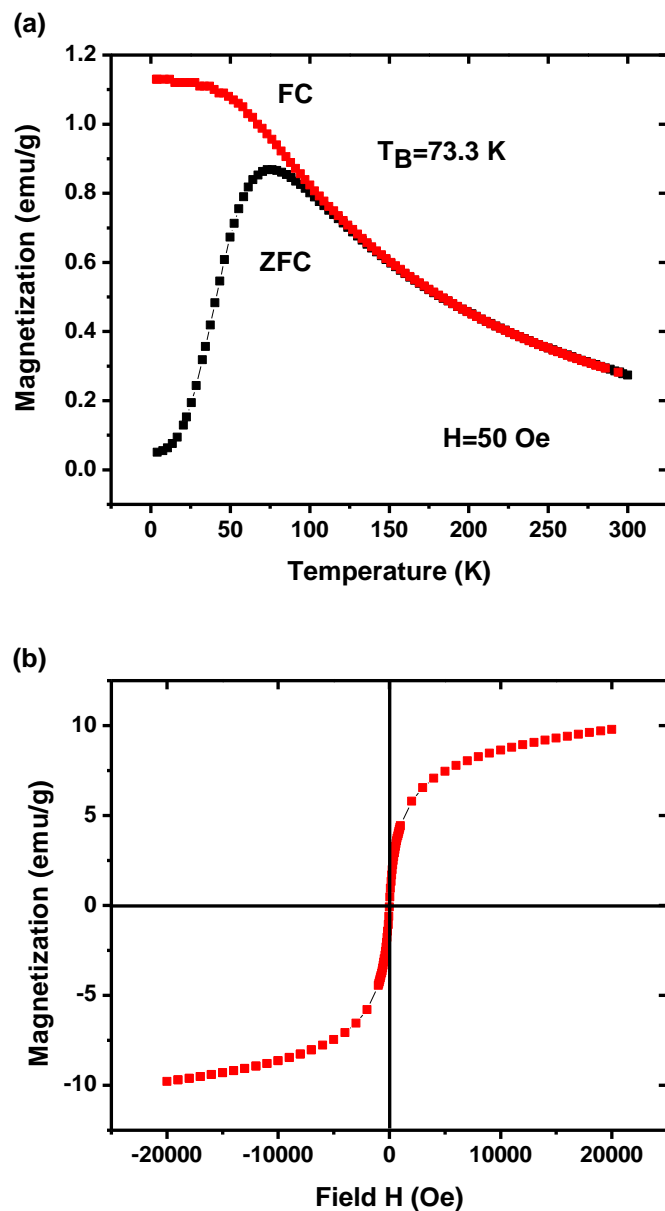 (a)
1.2
1.0
0.8
0.6
0.4
0.2
0.0
Magnetization (emu/g)
FC
T_B=73.3 K
ZFC
H=50 Oe
0 50 100 150 200 250 300
Temperature (K)
(b)
10
5
0
-5
-10
Magnetization (emu/g)
-20000 -10000 0 10000 20000
Field H (Oe)